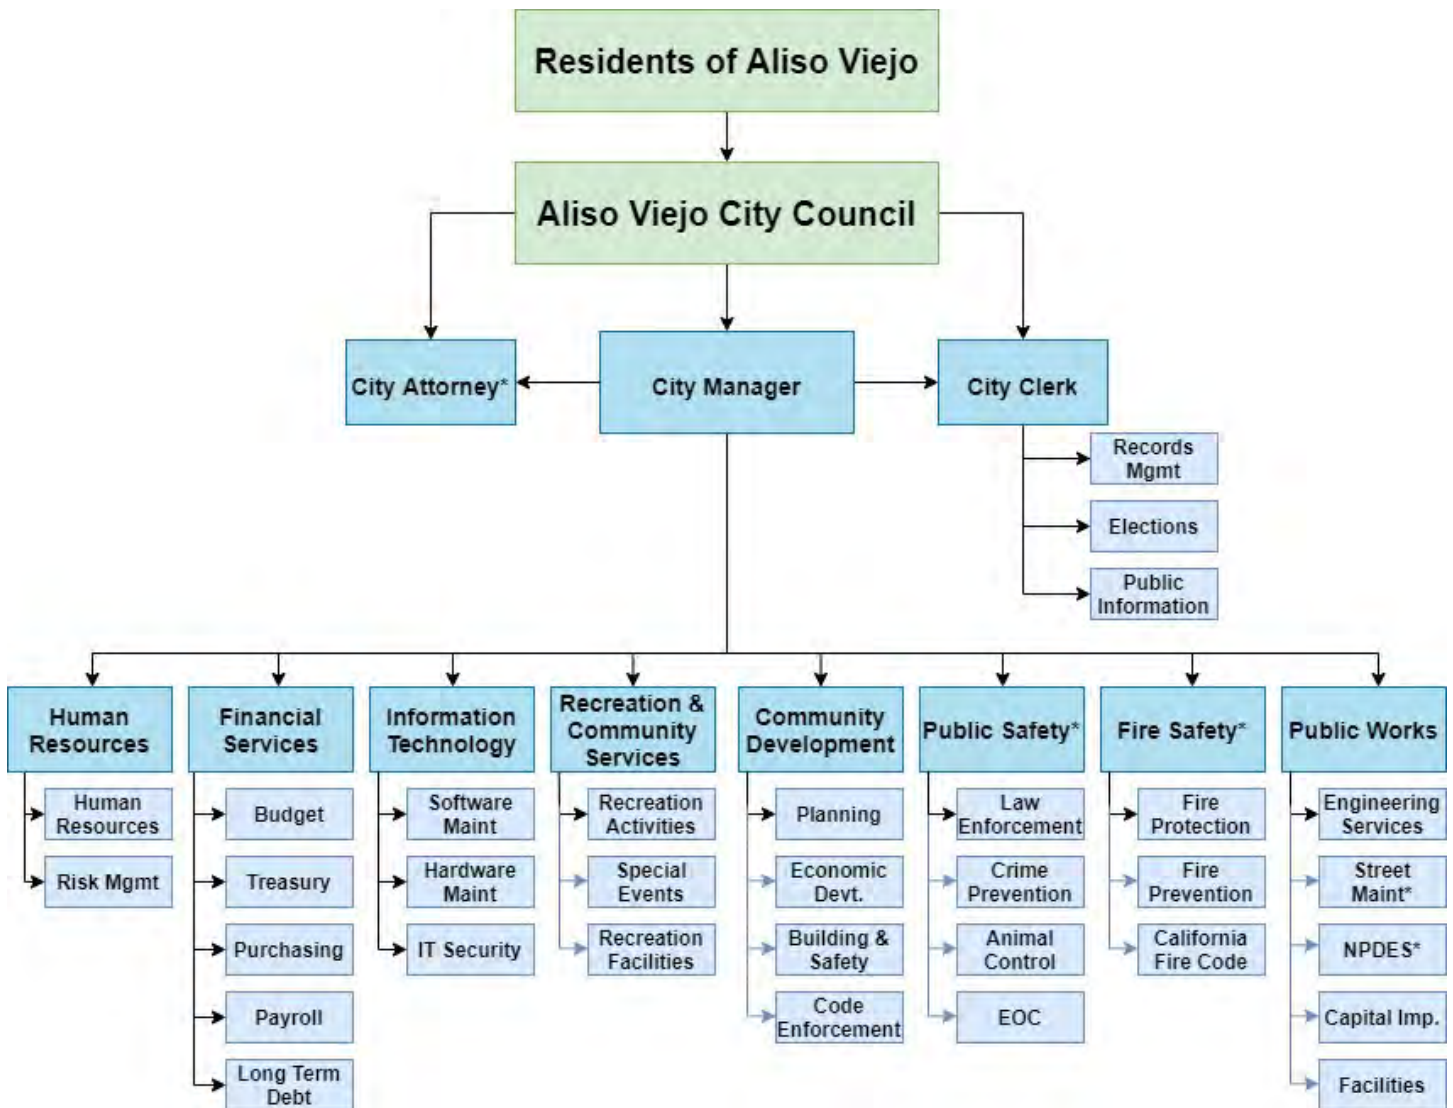 Residents of Aliso Viejo
Aliso Viejo City Council
City Attorney*
City Manager
City Clerk
Records
Mgmt
Elections
Public
Information
Human
Resources
Human
Resources
Risk Mgmt
Financial
Services
Budget
Treasury
Purchasing
Payroll
Long Term
Debt
Information
Technology
Software
Maint
Hardware
Maint
IT Security
Recreation &
Community
Services
Recreation
Activities
Special
Events
Recreation
Facilities
Community
Development
Planning
Economic
Devt.
Building &
Safety
Code
Enforcement
Public Safety*
Law
Enforcement
Crime
Prevention
Animal
Control
EOC
Fire Safety*
Fire
Protection
Fire
Prevention
California
Fire Code
Public Works
Engineering
Services
Street
Maint*
NPDES*
Capital Imp.
Facilities